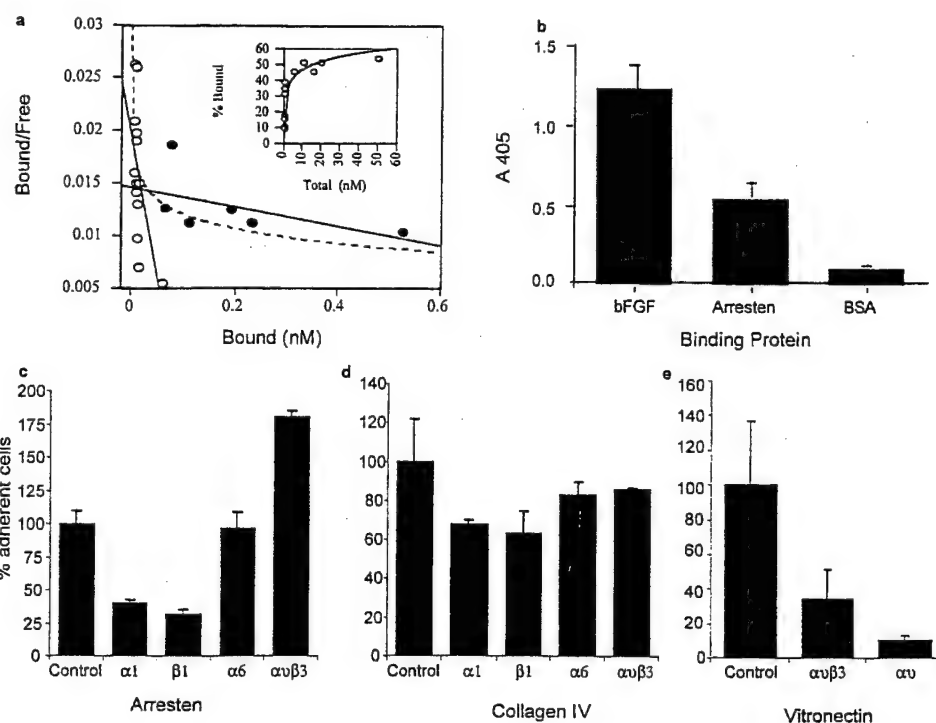 a
0.03
0.025
0.02
0.015
0.01
0.005
Bound/Free
0
0.2
0.4
0.6
Bound (nM)
60
50
40
30
20
10
0
% Bound
0
10
20
30
40
50
60
Total (nM)
b
1.5
1.0
0.5
0.0
A 405
bFGF
Arresten
BSA
Binding Protein
c
200
175
150
125
100
75
50
25
0
% adherent cells
Control
α1
β1
α6
αυβ3
Arresten
d
140
120
100
80
60
40
20
0
Control
α1
β1
α6
αυβ3
Collagen IV
e
160
140
120
100
80
60
40
20
0
Control
αυβ3
αυ
Vitronectin